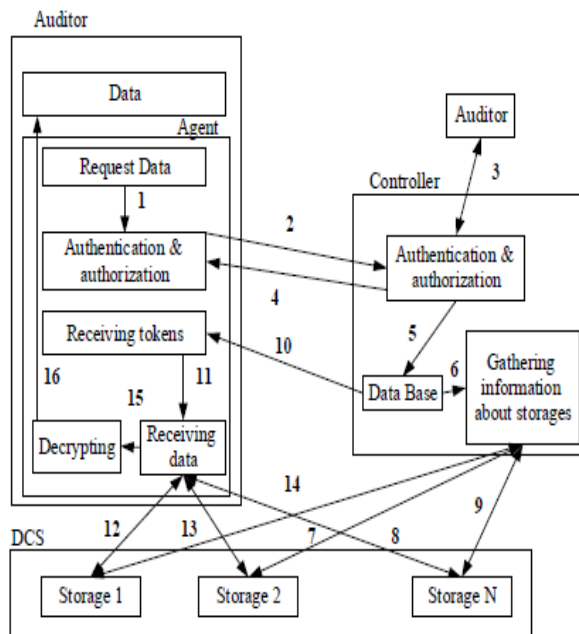 Auditor
Data
Agent
Request Data
1
Authentication &
authorization
2
4
Receiving tokens
10
11
16
15
Decrypting
Receiving
data
Auditor
3
Controller
Authentication &
authorization
5
6
Data Base
Gathering
information
about storages
14
9
12
13
7
8
DCS
Storage 1
Storage 2
Storage N